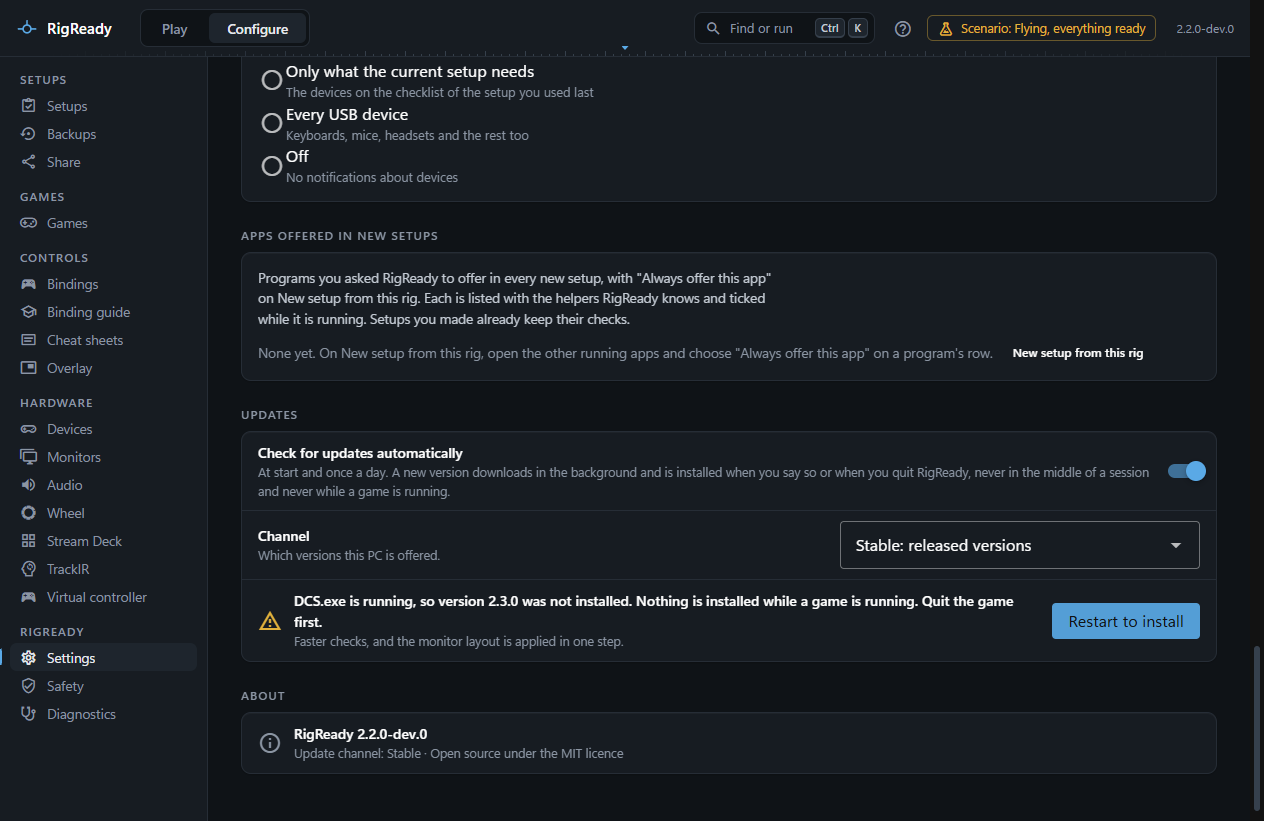 RigReady
Play
Configure
Find or run
Ctrl
K
Scenario: Flying, everything ready
2.2.0-dev.0
SETUPS
Setups
Backups
Share
GAMES
Games
CONTROLS
Bindings
Binding guide
Cheat sheets
Overlay
HARDWARE
Devices
Monitors
Audio
Wheel
Stream Deck
TrackIR
Virtual controller
RIGREADY
Settings
Safety
Diagnostics
Only what the current setup needs
The devices on the checklist of the setup you used last
Every USB device
Keyboards, mice, headsets and the rest too
Off
No notifications about devices
APPS OFFERED IN NEW SETUPS
Programs you asked RigReady to offer in every new setup, with "Always offer this app"
on New setup from this rig. Each is listed with the helpers RigReady knows and ticked
while it is running. Setups you made already keep their checks.
None yet. On New setup from this rig, open the other running apps and choose "Always offer this app" on a program's row.
New setup from this rig
UPDATES
Check for updates automatically
At start and once a day. A new version downloads in the background and is installed when you say so or when you quit RigReady, never in the middle of a session
and never while a game is running.
Channel
Which versions this PC is offered.
Stable: released versions
DCS.exe is running, so version 2.3.0 was not installed. Nothing is installed while a game is running. Quit the game
first.
Faster checks, and the monitor layout is applied in one step.
Restart to install
ABOUT
RigReady 2.2.0-dev.0
Update channel: Stable · Open source under the MIT licence